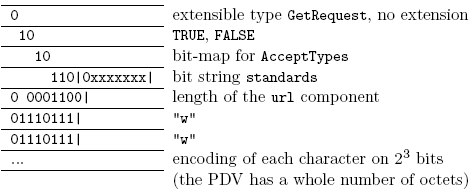 0 extensible type GetRequest, no extension
10 TRUE, FALSE
10 bit-map for AcceptTypes
110|0xxxxxxx| bit string standards
0 0001100| length of the url component
01110111| "w"
01110111| "w"
... encoding of each character on 2³ bits
(the PDV has a whole number of octets)